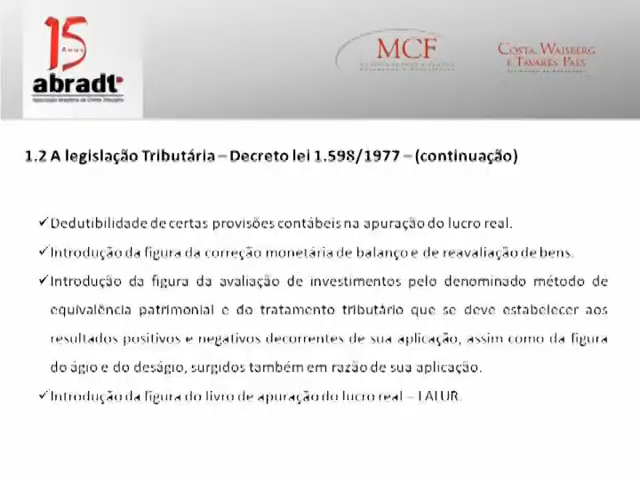 15
Anos
abradt
Associação Brasileira de Direito Tributário
MCF
COSTA, WAISBERG
E TAVARES PAES
1.2 A legislação Tributária – Decreto lei 1.598/1977 – (continuação)
✓Dedutibilidade de certas provisões contábeis na apuração do lucro real.
✓Introdução da figura da correção monetária de balanço e de reavaliação de bens.
✓Introdução da figura da avaliação de investimentos pelo denominado método de
equivalência patrimonial e do tratamento tributário que se deve estabelecer aos
resultados positivos e negativos decorrentes de sua aplicação, assim como da figura
do ágio e do deságio, surgidos também em razão de sua aplicação.
✓Introdução da figura do livro de apuração do lucro real – LALUR.